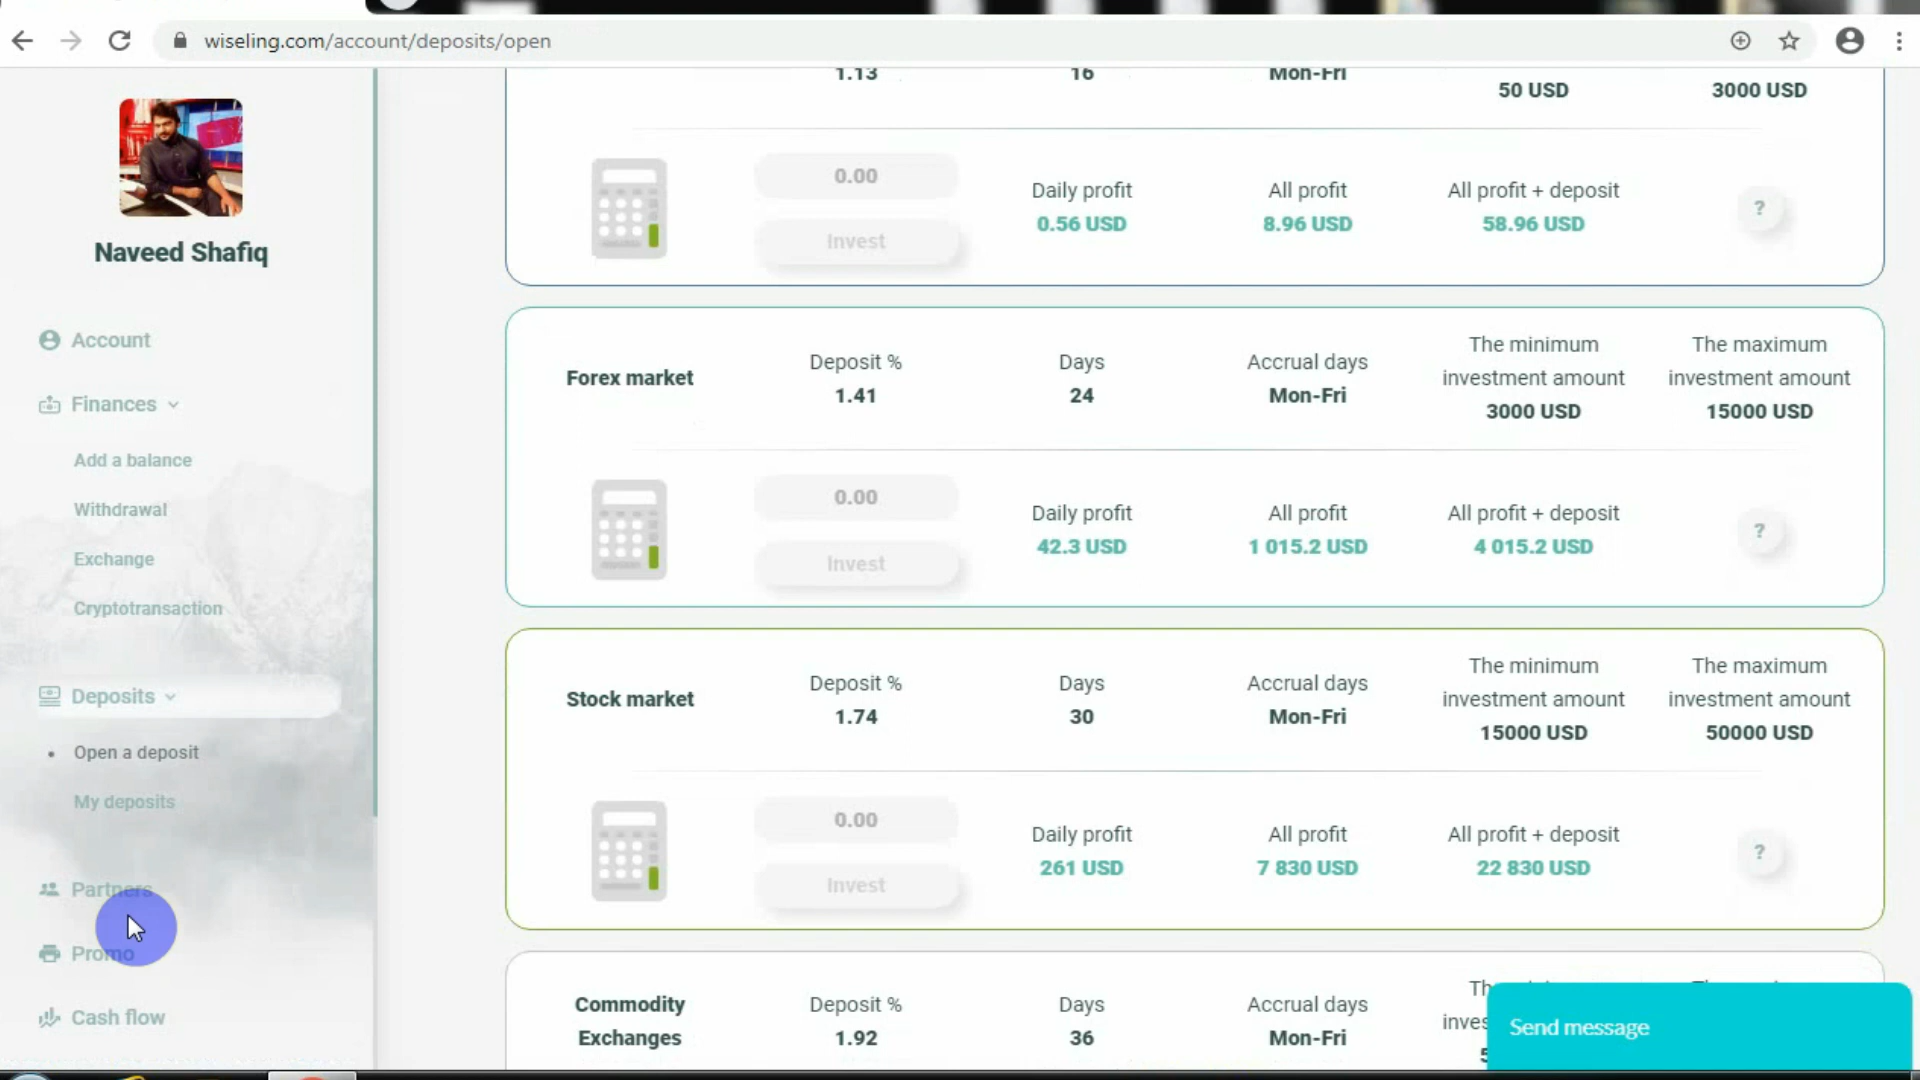 wiseling.com/account/deposits/open
Naveed Shafiq
Account
Finances
Add a balance
Withdrawal
Exchange
Cryptotransaction
Deposits
Open a deposit
My deposits
Partners
Promo
Cash flow
1.13 16 Mon-Fri 50 USD 3000 USD
0.00
Invest
Daily profit
0.56 USD
All profit
8.96 USD
All profit + deposit
58.96 USD
?
Forex market
Deposit %
1.41
Days
24
Accrual days
Mon-Fri
The minimum
investment amount
3000 USD
The maximum
investment amount
15000 USD
0.00
Invest
Daily profit
42.3 USD
All profit
1 015.2 USD
All profit + deposit
4 015.2 USD
?
Stock market
Deposit %
1.74
Days
30
Accrual days
Mon-Fri
The minimum
investment amount
15000 USD
The maximum
investment amount
50000 USD
0.00
Invest
Daily profit
261 USD
All profit
7 830 USD
All profit + deposit
22 830 USD
?
Commodity
Exchanges
Deposit %
1.92
Days
36
Accrual days
Mon-Fri
Send message